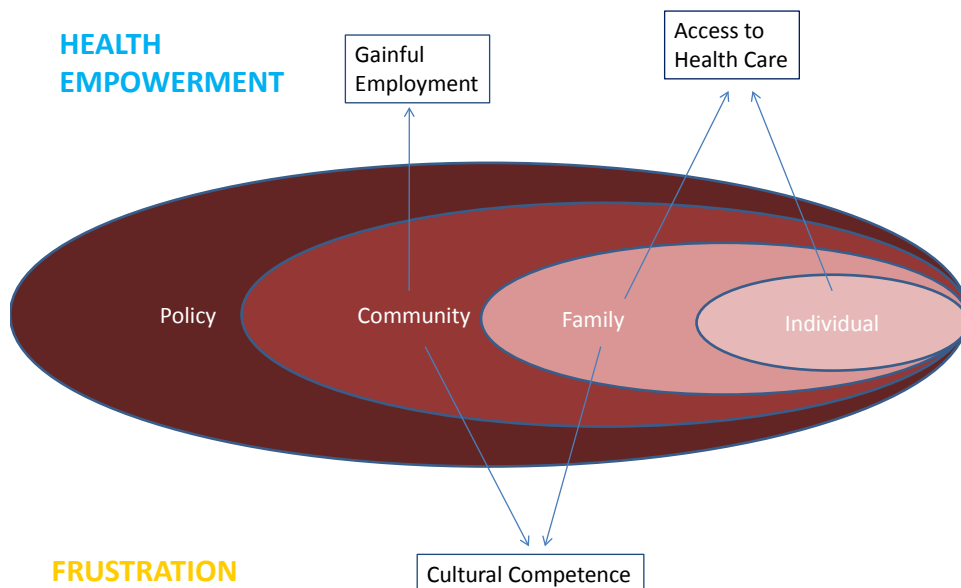 HEALTH
EMPOWERMENT
Gainful
Employment
Access to
Health Care
Policy
Community
Family
Individual
FRUSTRATION
Cultural Competence